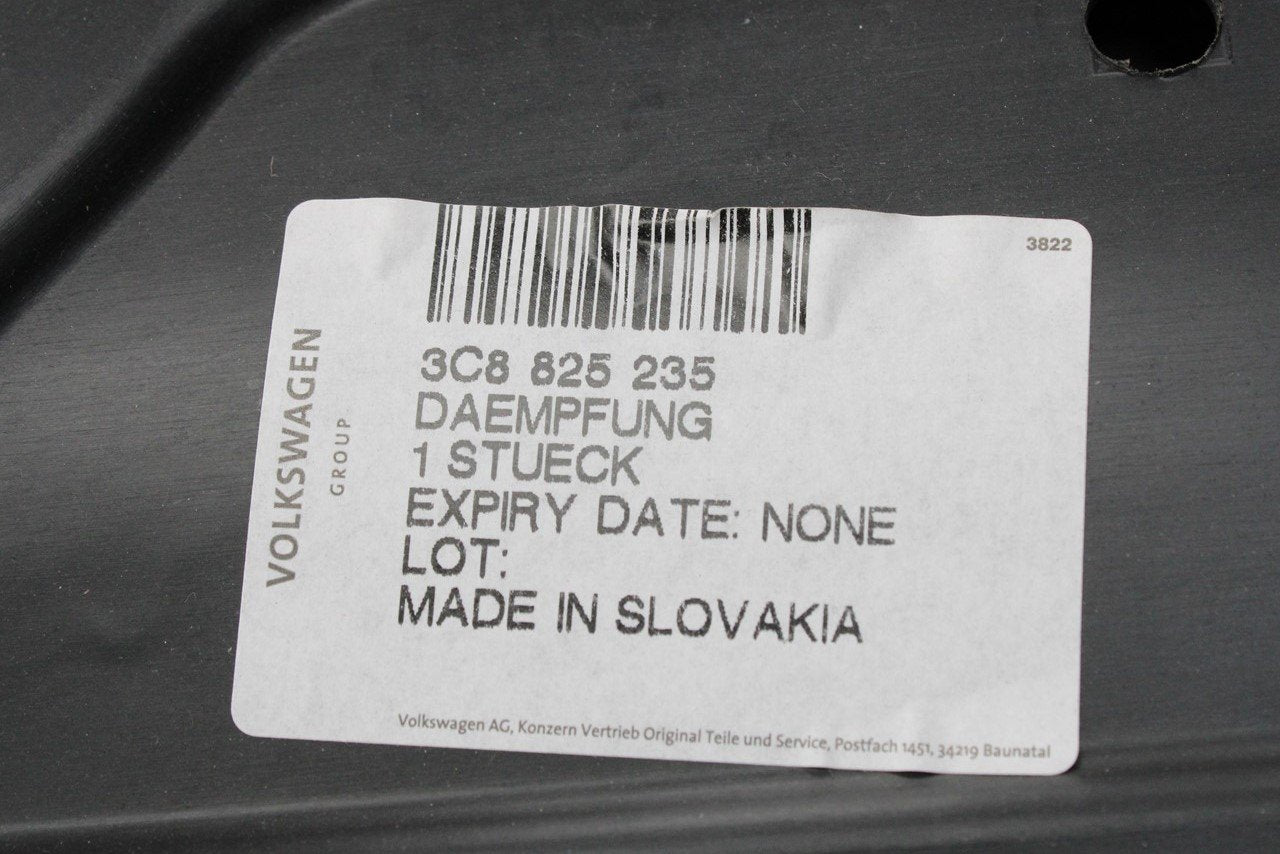 3822
VOLKSWAGEN
GROUP
3C8 825 235
DAEMPFUNG
1 STUECK
EXPIRY DATE: NONE
LOT:
MADE IN SLOVAKIA
Volkswagen AG, Konzern Vertrieb Original Teile und Service, Postfach 1451, 34219 Baunatal